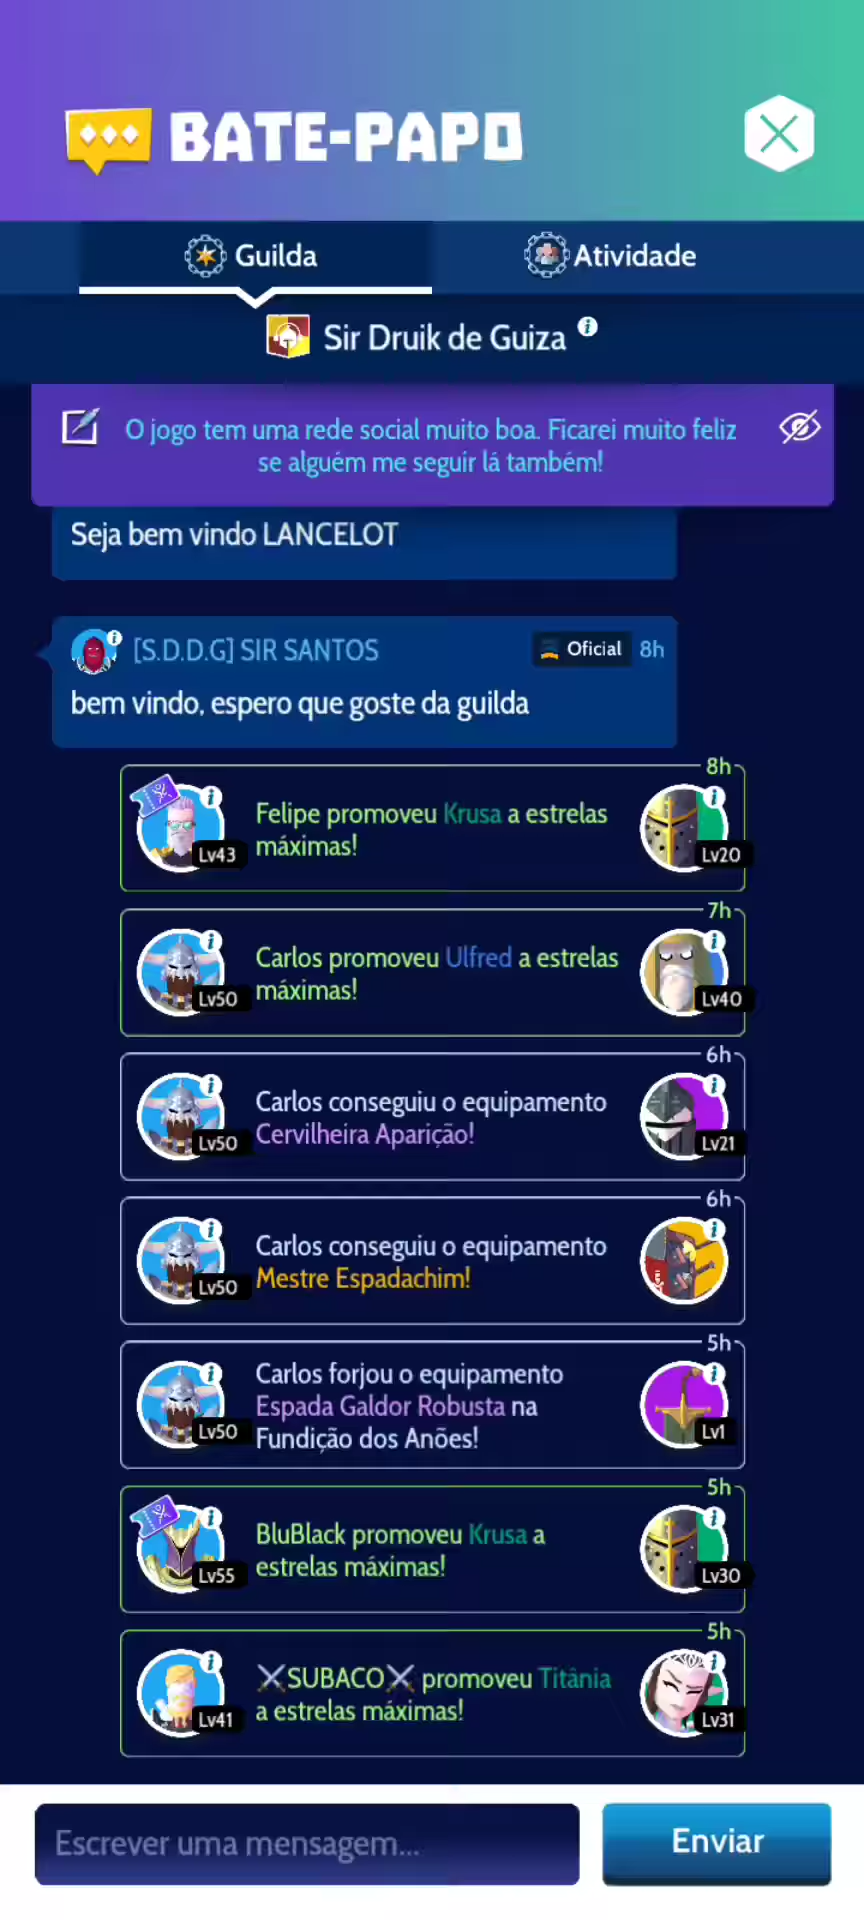 BATE-PAPO
Guilda
Atividade
Sir Druik de Guiza
O jogo tem uma rede social muito boa. Ficarei muito feliz
se alguém me seguir lá também!
Seja bem vindo LANCELOT
[S.D.D.G] SIR SANTOS
Oficial 8h
bem vindo, espero que goste da guilda
8h
Felipe promoveu Krusa a estrelas
máximas!
Lv43
Lv20
7h
Carlos promoveu Ulfred a estrelas
máximas!
Lv50
Lv40
6h
Carlos conseguiu o equipamento
Cervilheira Aparição!
Lv50
Lv21
6h
Carlos conseguiu o equipamento
Mestre Espadachim!
Lv50
5h
Carlos forjou o equipamento
Espada Galdor Robusta na
Fundição dos Anões!
Lv50
Lv1
5h
BluBlack promoveu Krusa a
estrelas máximas!
Lv55
Lv30
5h
⚔SUBACO⚔ promoveu Titânia
a estrelas máximas!
Lv41
Lv31
Escrever uma mensagem...
Enviar